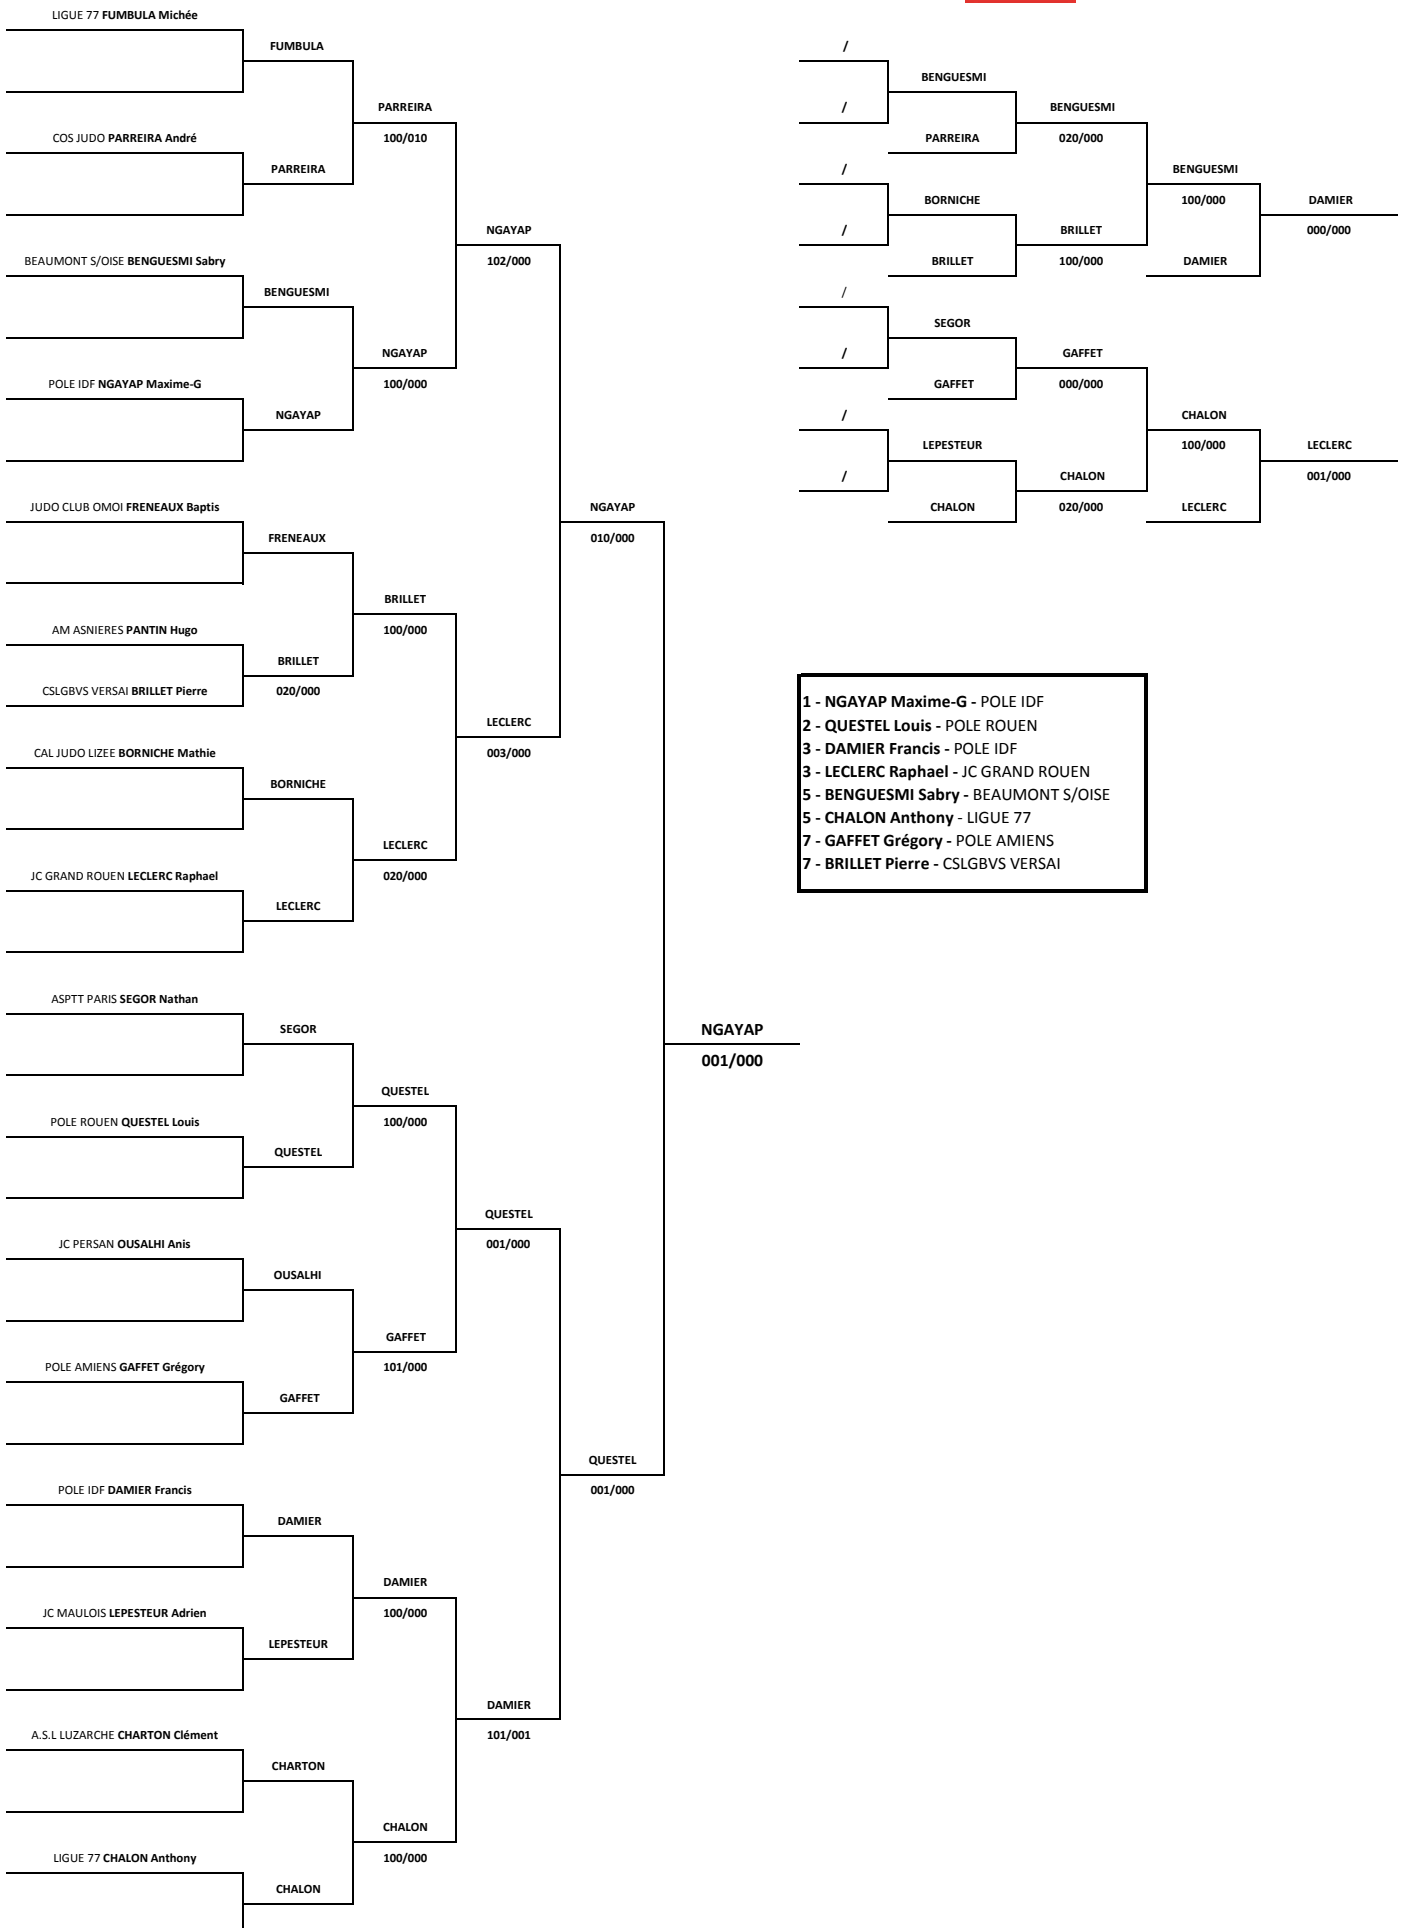 LIGUE 77 FUMBULA Michée
FUMBULA
PARREIRA
100/010
COS JUDO PARREIRA André
PARREIRA
NGAYAP
102/000
BEAUMONT S/OISE BENGUESMI Sabry
BENGUESMI
NGAYAP
100/000
POLE IDF NGAYAP Maxime-G
NGAYAP
NGAYAP
010/000
JUDO CLUB OMOI FRENEAUX Baptis
FRENEAUX
BRILLET
100/000
AM ASNIERES PANTIN Hugo
BRILLET
020/000
CSLGBVS VERSAI BRILLET Pierre
LECLERC
003/000
CAL JUDO LIZEE BORNICHE Mathie
BORNICHE
LECLERC
020/000
JC GRAND ROUEN LECLERC Raphael
LECLERC
NGAYAP
001/000
ASPTT PARIS SEGOR Nathan
SEGOR
QUESTEL
100/000
POLE ROUEN QUESTEL Louis
QUESTEL
QUESTEL
001/000
JC PERSAN OUSALHI Anis
OUSALHI
GAFFET
101/000
POLE AMIENS GAFFET Grégory
GAFFET
QUESTEL
001/000
POLE IDF DAMIER Francis
DAMIER
DAMIER
100/000
JC MAULOIS LEPESTEUR Adrien
LEPESTEUR
DAMIER
101/001
A.S.L LUZARCHE CHARTON Clément
CHARTON
CHALON
100/000
LIGUE 77 CHALON Anthony
CHALON
/
BENGUESMI
/
BENGUESMI
020/000
PARREIRA
/
BENGUESMI
100/000
BORNICHE
DAMIER
000/000
/
BRILLET
100/000
BRILLET
DAMIER
/
SEGOR
/
GAFFET
000/000
GAFFET
/
CHALON
100/000
LEPESTEUR
LECLERC
001/000
/
CHALON
020/000
CHALON
LECLERC
1 - NGAYAP Maxime-G - POLE IDF
2 - QUESTEL Louis - POLE ROUEN
3 - DAMIER Francis - POLE IDF
3 - LECLERC Raphael - JC GRAND ROUEN
5 - BENGUESMI Sabry - BEAUMONT S/OISE
5 - CHALON Anthony - LIGUE 77
7 - GAFFET Grégory - POLE AMIENS
7 - BRILLET Pierre - CSLGBVS VERSAI